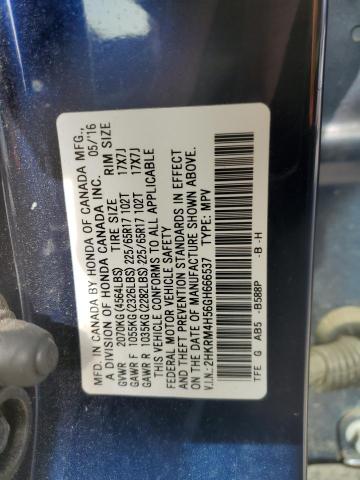 MFD. IN CANADA BY HONDA OF CANADA MFG.,
A DIVISION OF HONDA CANADA INC. 05/'16
TIRE SIZE RIM SIZE
GVWR 2070KG(4564LBS)
GAWR F 1055KG(2326LBS) 225/65R17 102T 17X7J
GAWR R 1035KG(2282LBS) 225/65R17 102T 17X7J
THIS VEHICLE CONFORMS TO ALL APPLICABLE
FEDERAL MOTOR VEHICLE SAFETY, BUMPER,
AND THEFT PREVENTION STANDARDS IN EFFECT
ON THE DATE OF MANUFACTURE SHOWN ABOVE.
V.I.N.: 2HKRM4H56GH666537 TYPE: MPV
TFE G AB5 -B588P -B-H